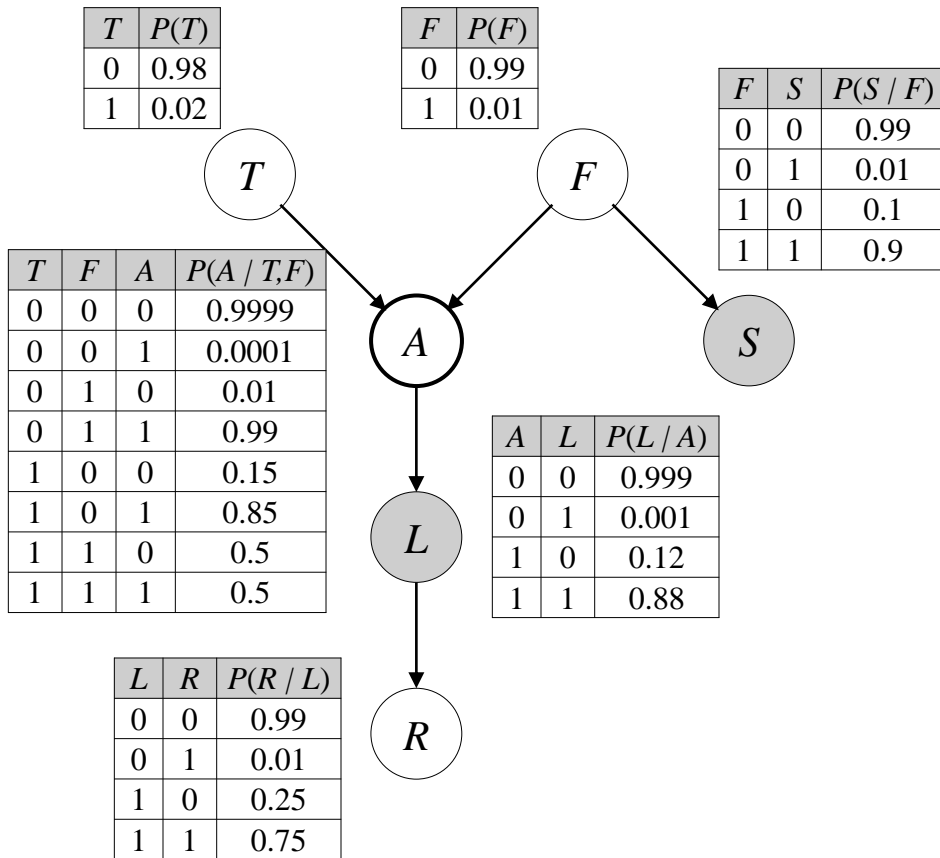 T P(T)
0 0.98
1 0.02
F P(F)
0 0.99
1 0.01
F S P(S / F)
0 0 0.99
0 1 0.01
1 0 0.1
1 1 0.9
T
F
T F A P(A / T,F)
0 0 0 0.9999
0 0 1 0.0001
0 1 0 0.01
0 1 1 0.99
1 0 0 0.15
1 0 1 0.85
1 1 0 0.5
1 1 1 0.5
A
S
A L P(L / A)
0 0 0.999
0 1 0.001
1 0 0.12
1 1 0.88
L
L R P(R / L)
0 0 0.99
0 1 0.01
1 0 0.25
1 1 0.75
R